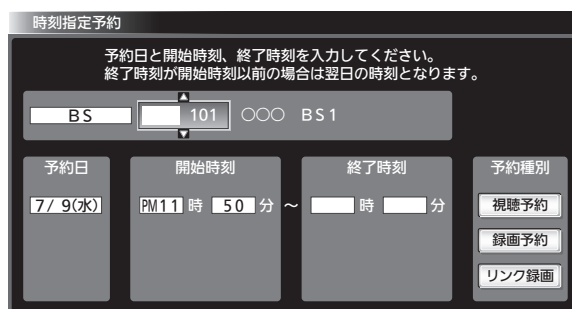 時刻指定予約
予約日と開始時刻、終了時刻を入力してください。
終了時刻が開始時刻以前の場合は翌日の時刻となります。
BS 101 ○○○ BS1
予約日 開始時刻 終了時刻 予約種別
7/ 9(水) PM11 時 50 分 ～ 時 分 視聴予約
録画予約
リンク録画